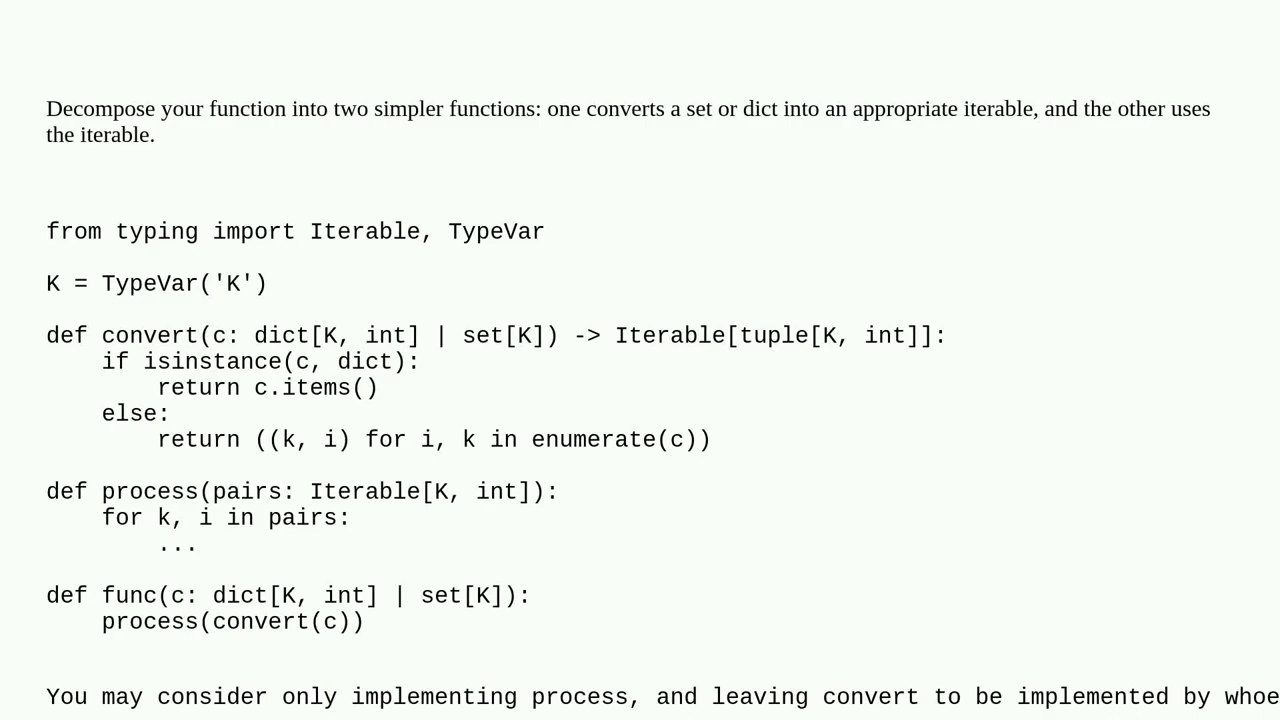 Decompose your function into two simpler functions: one converts a set or dict into an appropriate iterable, and the other uses
the iterable.
from typing import Iterable, TypeVar
K = TypeVar('K')
def convert(c: dict[K, int] | set[K]) -> Iterable[tuple[K, int]]:
    if isinstance(c, dict):
        return c.items()
    else:
        return ((k, i) for i, k in enumerate(c))
def process(pairs: Iterable[K, int]):
    for k, i in pairs:
        ...
def func(c: dict[K, int] | set[K]):
    process(convert(c))
You may consider only implementing process, and leaving convert to be implemented by